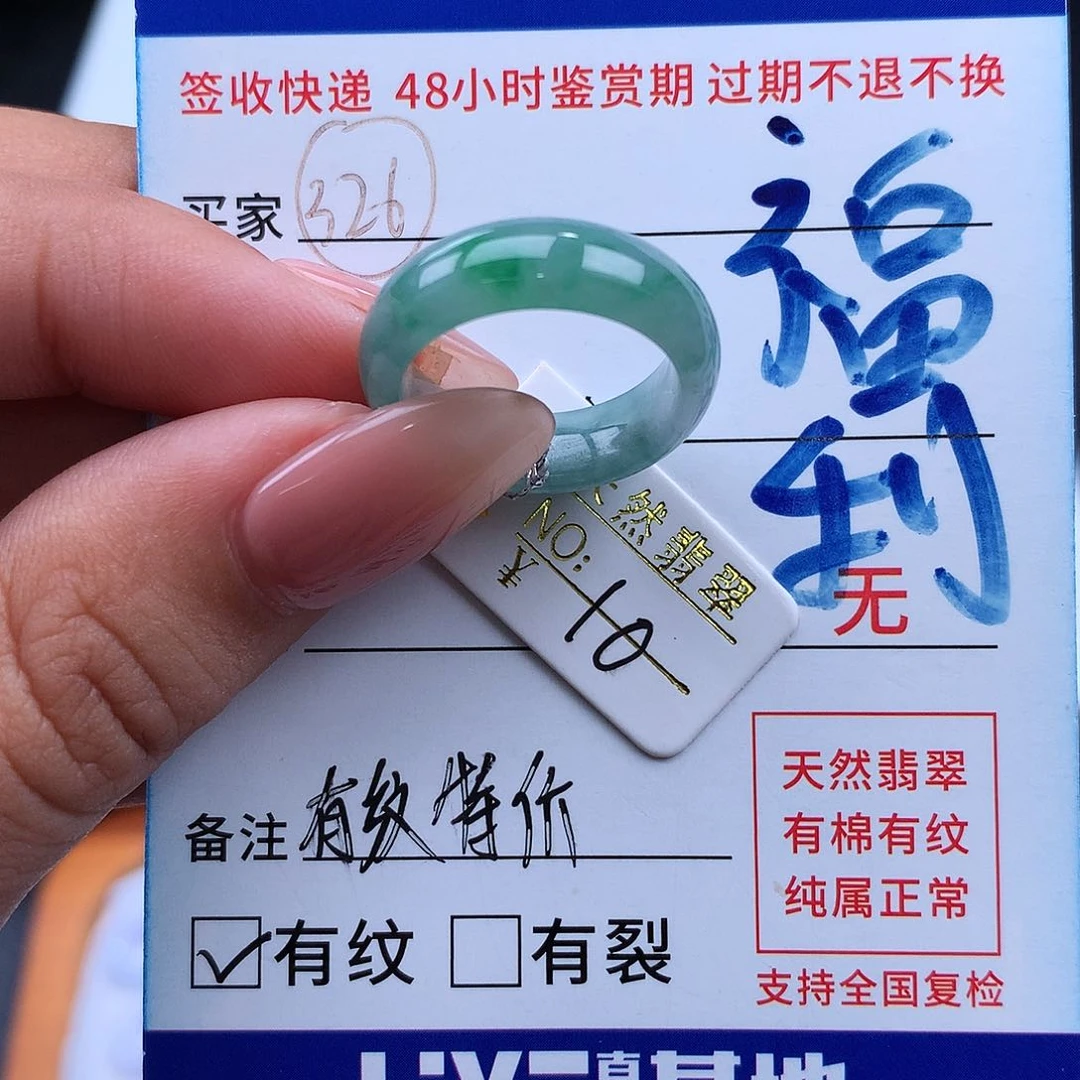 签收快递 48小时鉴赏期 过期不退不换
买家 326
福利
无
天然翡翠
NO:
¥
备注 有纹特价
天然翡翠
有棉有纹
纯属正常
有纹 有裂
支持全国复检